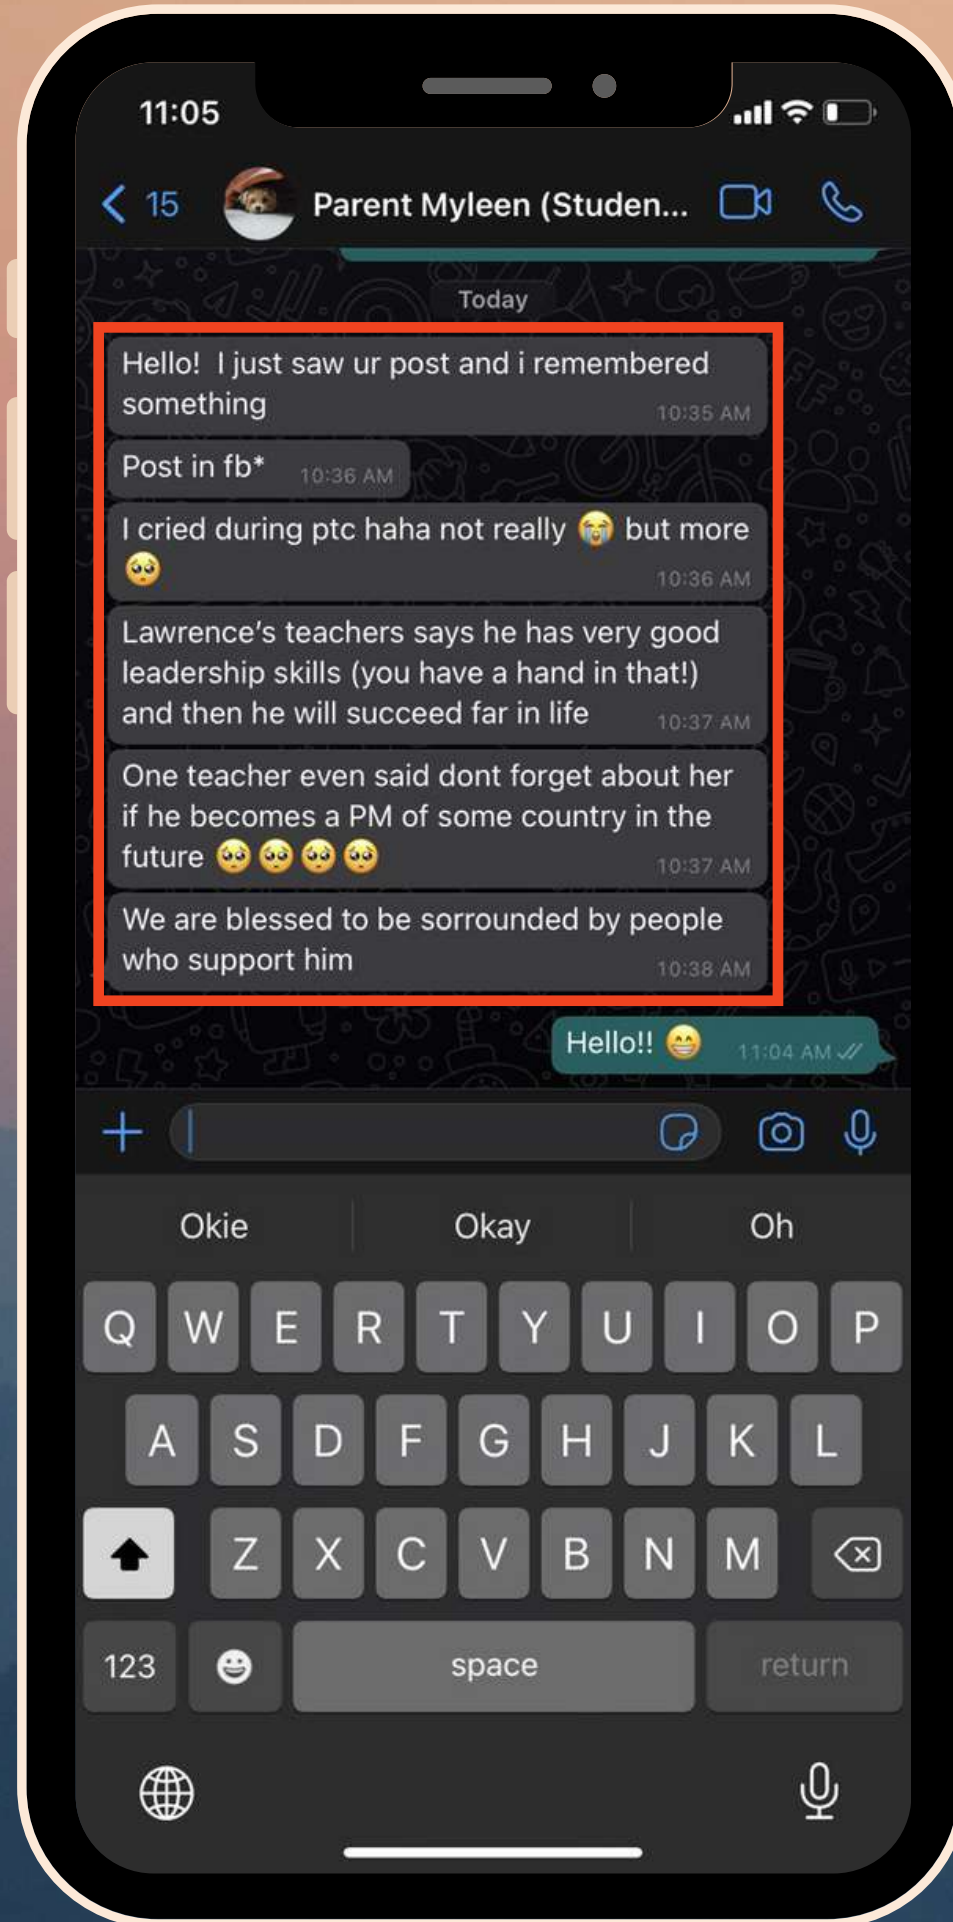 11:05
15
Parent Myleen (Studen...
Today
Hello!  I just saw ur post and i remembered
something
10:35 AM
Post in fb*
10:36 AM
I cried during ptc haha not really 😭 but more
🥺
10:36 AM
Lawrence’s teachers says he has very good
leadership skills (you have a hand in that!)
and then he will succeed far in life
10:37 AM
One teacher even said dont forget about her
if he becomes a PM of some country in the
future 🥺🥺🥺🥺
10:37 AM
We are blessed to be sorrounded by people
who support him
10:38 AM
Hello!! 😁
11:04 AM
Okie Okay Oh
Q W E R T Y U I O P
A S D F G H J K L
Z X C V B N M
123 space return